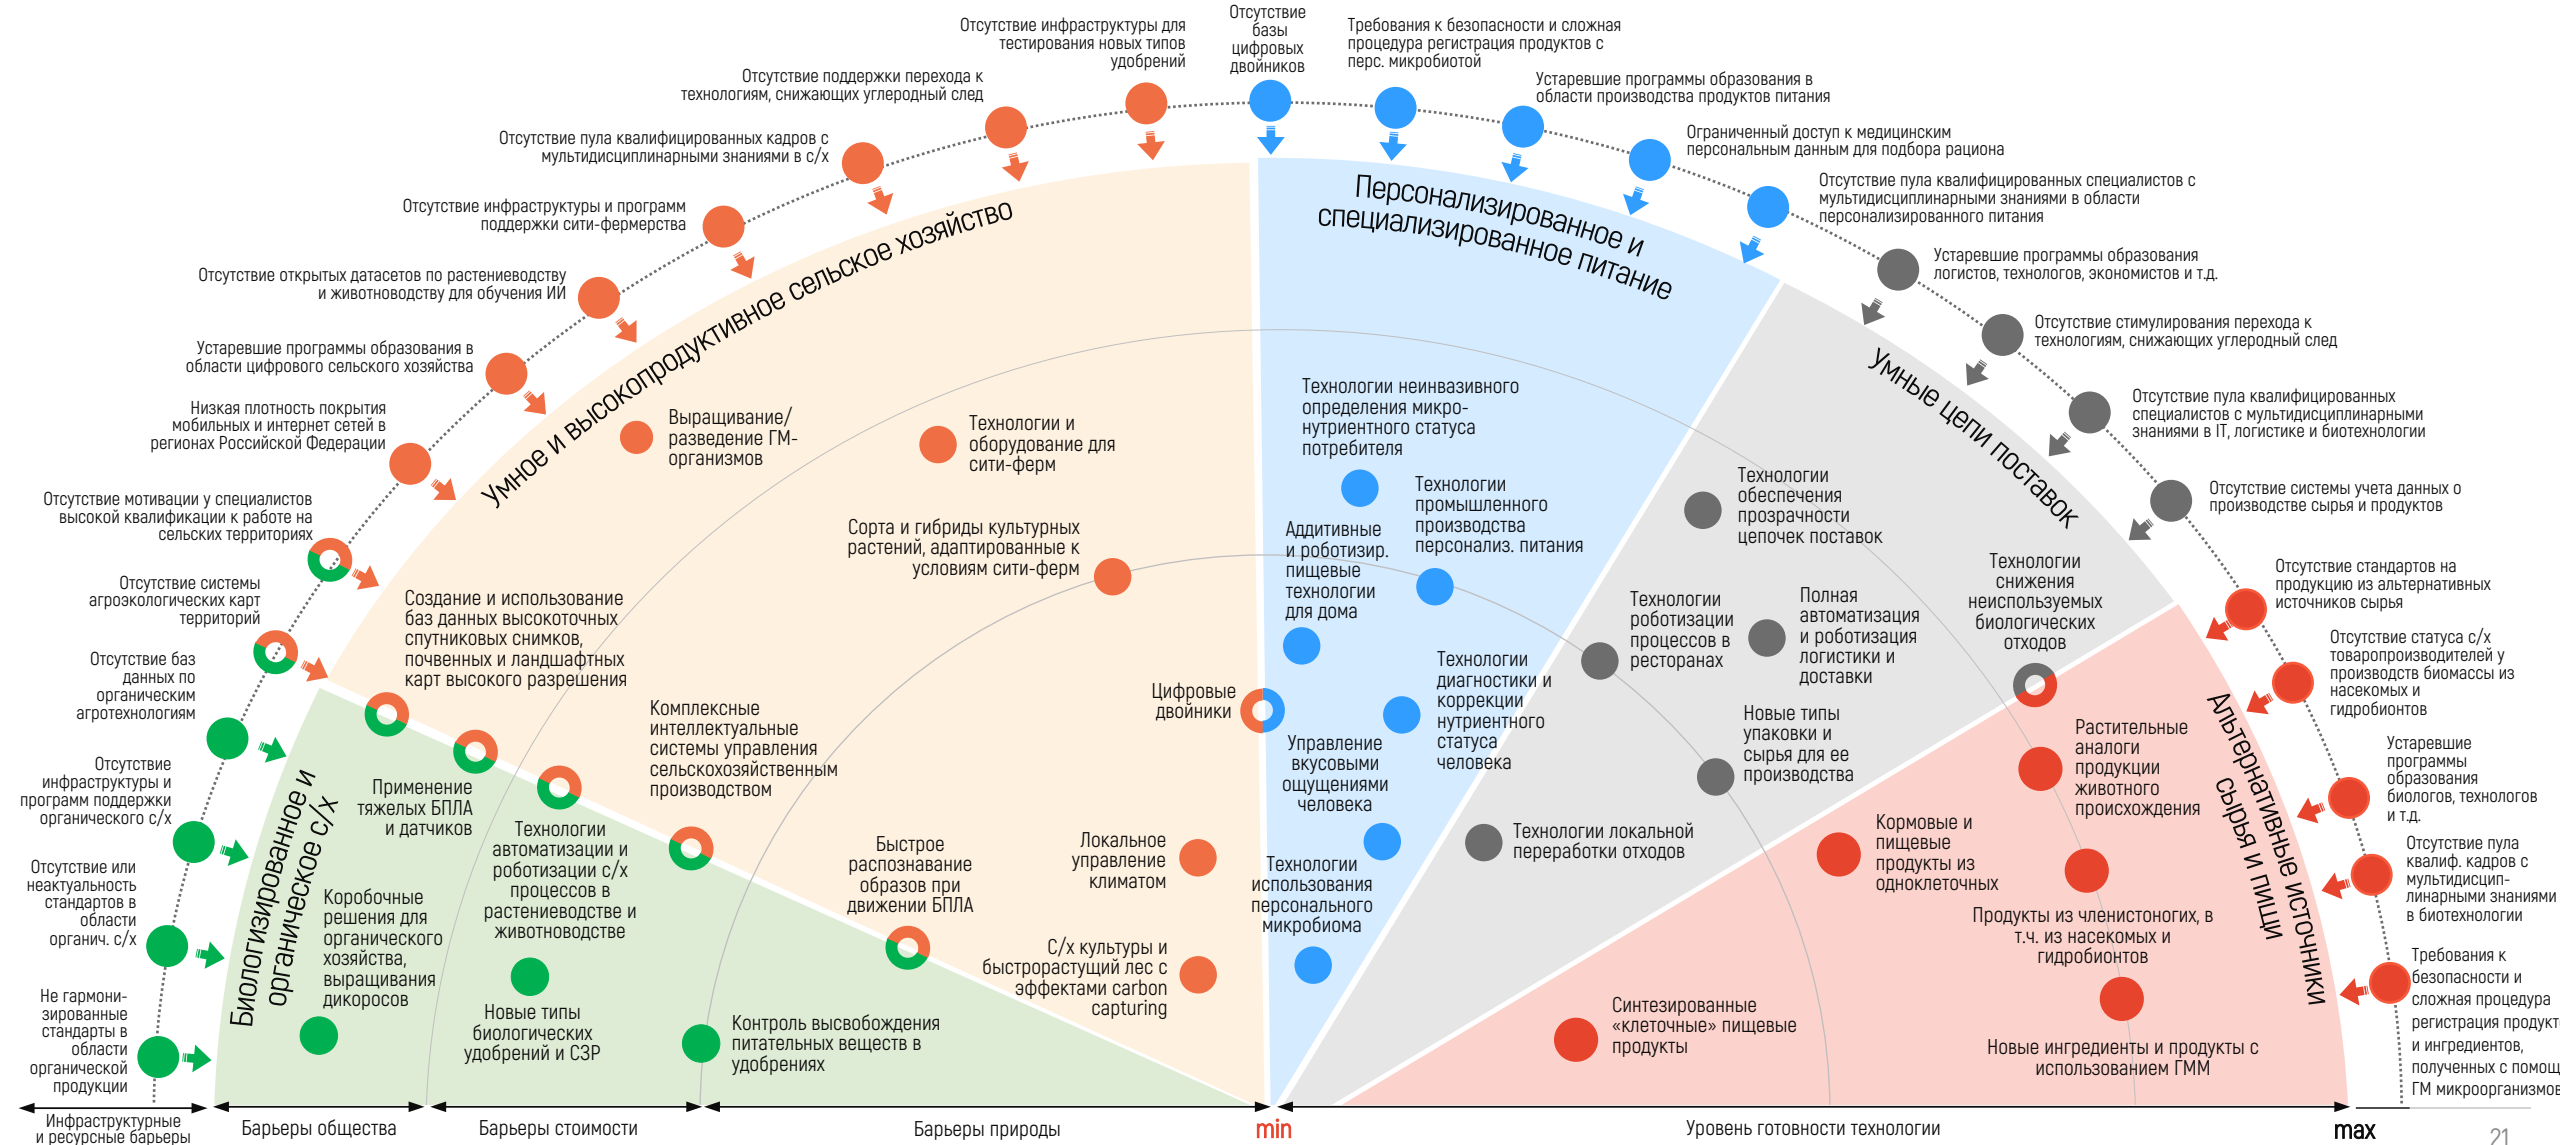 Отсутствие инфраструктуры для
тестирования новых типов
удобрений
Отсутствие
базы
цифровых
двойников
Требования к безопасности и сложная
процедура регистрация продуктов с
перс. микробиотой
Отсутствие поддержки перехода к
технологиям, снижающих углеродный след
Устаревшие программы образования в
области производства продуктов питания
Отсутствие пула квалифицированных кадров с
мультидисциплинарными знаниями в с/х
Ограниченный доступ к медицинским
персональным данным для подбора рациона
Отсутствие инфраструктуры и программ
поддержки сити-фермерства
Отсутствие пула квалифицированных специалистов с
мультидисциплинарными знаниями в области
персонализированного питания
Отсутствие открытых датасетов по растениеводству
и животноводству для обучения ИИ
Устаревшие программы образования
логистов, технологов, экономистов и т.д.
Устаревшие программы образования в
области цифрового сельского хозяйства
Отсутствие стимулирования перехода к
технологиям, снижающих углеродный след
Низкая плотность покрытия
мобильных и интернет сетей в
регионах Российской Федерации
Отсутствие пула квалифицированных
специалистов с мультидисциплинарными
знаниями в IT, логистике и биотехнологии
Отсутствие мотивации у специалистов
высокой квалификации к работе на
сельских территориях
Отсутствие системы учета данных о
производстве сырья и продуктов
Отсутствие системы
агроэкологических карт
территорий
Отсутствие стандартов на
продукцию из альтернативных
источников сырья
Отсутствие баз
данных по
органическим
агротехнологиям
Отсутствие статуса с/х
товаропроизводителей у
производств биомассы из
насекомых и
гидробионтов
Отсутствие
инфраструктуры и
программ поддержки
органического с/х
Устаревшие
программы
образования
биологов, технологов
и т.д.
Отсутствие или
неактуальность
стандартов в
области
органич. с/х
Отсутствие пула
квалиф. кадров с
мультидисцип-
линарными знаниями
в биотехнологии
Не гармони-
зированные
стандарты в
области
органической
продукции
Требования к
безопасности и
сложная процедура
регистрация продукт
и ингредиентов,
полученных с помощ
ГМ микроорганизмов
Умное и высокопродуктивное сельское хозяйство
Персонализированное и
специализированное питание
Умные цепи поставок
Альтернативные источники
сырья и пищи
Биологизированное и
органическое с/х
Выращивание/
разведение ГМ-
организмов
Технологии и
оборудование для
сити-ферм
Сорта и гибриды культурных
растений, адаптированные к
условиям сити-ферм
Создание и использование
баз данных высокоточных
спутниковых снимков,
почвенных и ландшафтных
карт высокого разрешения
Комплексные
интеллектуальные
системы управления
сельскохозяйственным
производством
Цифровые
двойники
Применение
тяжелых БПЛА
и датчиков
Технологии
автоматизации и
роботизации с/х
процессов в
растениеводстве и
животноводстве
Быстрое
распознавание
образов при
движении БПЛА
Локальное
управление
климатом
С/х культуры и
быстрорастущий лес с
эффектами carbon
capturing
Коробочные
решения для
органического
хозяйства,
выращивания
дикоросов
Новые типы
биологических
удобрений и СЗР
Контроль высвобождения
питательных веществ в
удобрениях
Технологии неинвазивного
определения микро-
нутриентного статуса
потребителя
Технологии
промышленного
производства
персонализ. питания
Аддитивные
и роботизир.
пищевые
технологии
для дома
Технологии
диагностики и
коррекции
нутриентного
статуса
человека
Управление
вкусовыми
ощущениями
человека
Технологии
использования
персонального
микробиома
Технологии
обеспечения
прозрачности
цепочек поставок
Технологии
роботизации
процессов в
ресторанах
Полная
автоматизация
и роботизация
логистики и
доставки
Технологии
снижения
неиспользуемых
биологических
отходов
Новые типы
упаковки и
сырья для ее
производства
Технологии локальной
переработки отходов
Растительные
аналоги
продукции
животного
происхождения
Кормовые и
пищевые
продукты из
одноклеточных
Продукты из членистоногих, в
т.ч. из насекомых и
гидробионтов
Синтезированные
«клеточные» пищевые
продукты
Новые ингредиенты и продукты с
использованием ГММ
Инфраструктурные
и ресурсные барьеры
Барьеры общества
Барьеры стоимости
Барьеры природы
min
Уровень готовности технологии
max
21